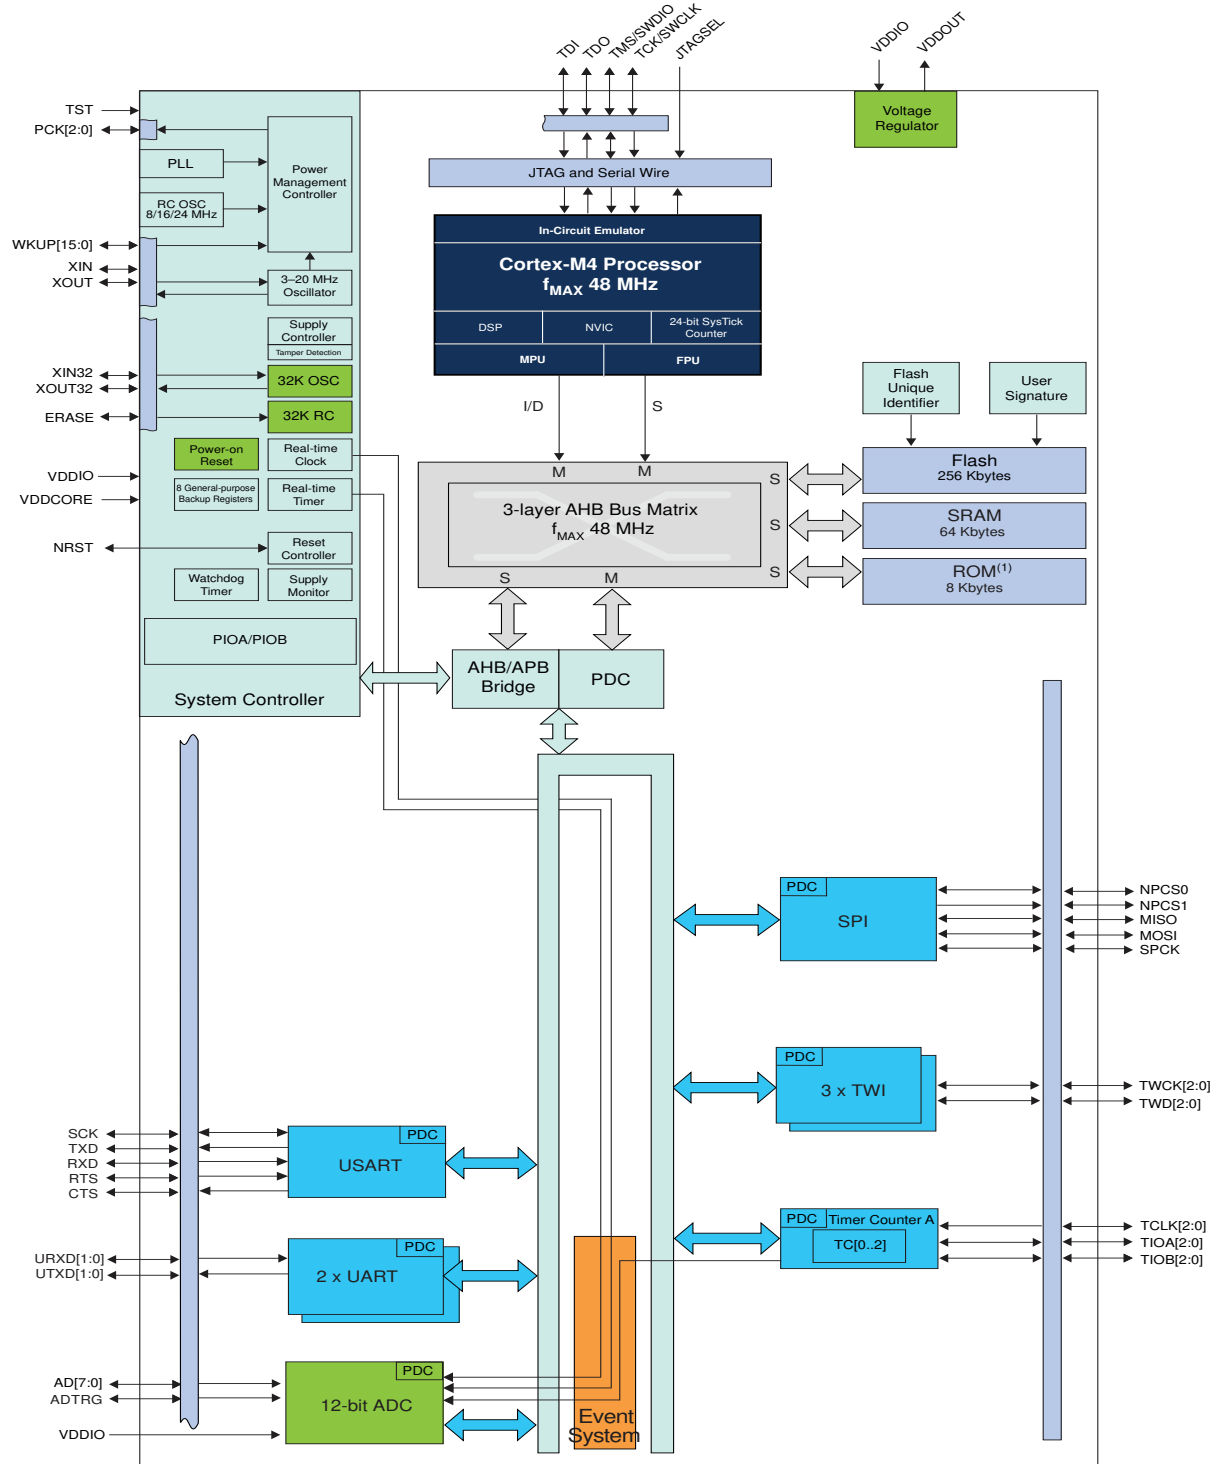 TDI
TDO
TMS/SWDIO
TCK/SWCLK
JTAGSEL
VDDIO
VDDOUT
TST
PCK[2:0]
PLL
RC OSC
8/16/24 MHz
Power
Management
Controller
WKUP[15:0]
XIN
XOUT
3–20 MHz
Oscillator
Supply
Controller
Tamper Detection
XIN32
XOUT32
32K OSC
ERASE
32K RC
Power-on
Reset
Real-time
Clock
VDDIO
VDDCORE
8 General-purpose
Backup Registers
Real-time
Timer
NRST
Reset
Controller
Watchdog
Timer
Supply
Monitor
PIOA/PIOB
System Controller
Voltage
Regulator
JTAG and Serial Wire
In-Circuit Emulator
Cortex-M4 Processor
fMAX 48 MHz
DSP
NVIC
24-bit SysTick
Counter
MPU
FPU
I/D
S
M
M
3-layer AHB Bus Matrix
fMAX 48 MHz
S
S
S
S
M
Flash
Unique
Identifier
User
Signature
Flash
256 Kbytes
SRAM
64 Kbytes
ROM(1)
8 Kbytes
AHB/APB
Bridge
PDC
PDC
SPI
NPCS0
NPCS1
MISO
MOSI
SPCK
PDC
3 x TWI
TWCK[2:0]
TWD[2:0]
SCK
TXD
RXD
RTS
CTS
PDC
USART
PDC
Timer Counter A
TC[0..2]
TCLK[2:0]
TIOA[2:0]
TIOB[2:0]
URXD[1:0]
UTXD[1:0]
PDC
2 x UART
AD[7:0]
ADTRG
VDDIO
PDC
12-bit ADC
Event
System